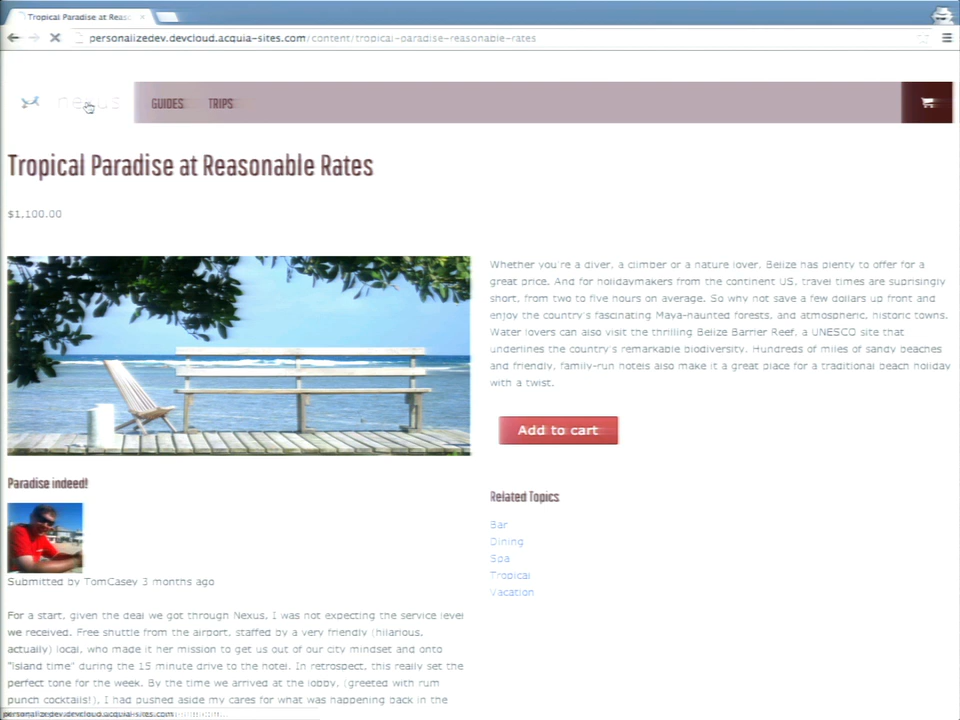 Tropical Paradise at Reas
personalizedev.devcloud.acquia-sites.com/content/tropical-paradise-reasonable-rates
nexus
GUIDES
TRIPS
Tropical Paradise at Reasonable Rates
$1,100.00
Whether you're a diver, a climber or a nature lover, Belize has plenty to offer for a
great price. And for holidaymakers from the continent US, travel times are suprisingly
short, from two to five hours on average. So why not save a few dollars up front and
enjoy the country's fascinating Maya-haunted forests, and atmospheric, historic towns.
Water lovers can also visit the thrilling Belize Barrier Reef, a UNESCO site that
underlines the country's remarkable biodiversity. Hundreds of miles of sandy beaches
and friendly, family-run hotels also make it a great place for a traditional beach holiday
with a twist.
Add to cart
Paradise indeed!
Submitted by TomCasey 3 months ago
For a start, given the deal we got through Nexus, I was not expecting the service level
we received. Free shuttle from the airport, staffed by a very friendly (hilarious,
actually) local, who made it her mission to get us out of our city mindset and onto
"island time" during the 15 minute drive to the hotel. In retrospect, this really set the
perfect tone for the week. By the time we arrived at the lobby, (greeted with rum
punch cocktails!), I had pushed aside my cares for what was happening back in the
Related Topics
Bar
Dining
Spa
Tropical
Vacation
personalizedev.devcloud.acquia-sites.com